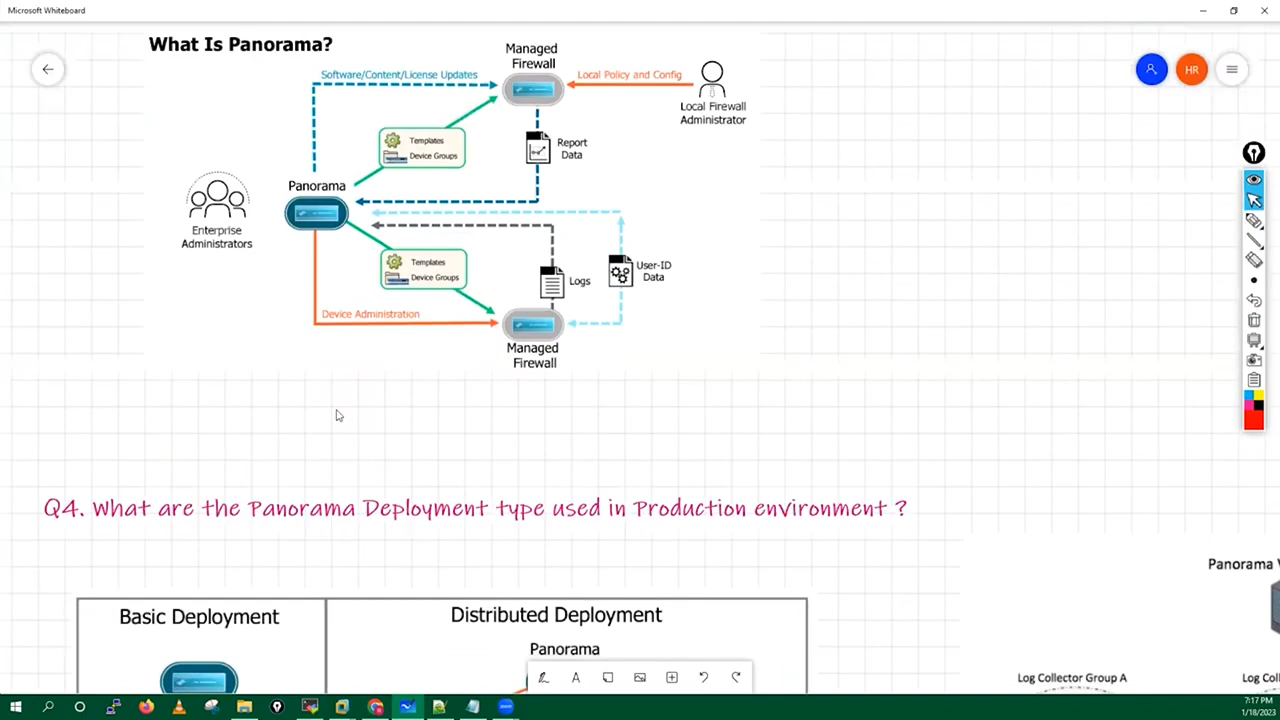 Microsoft Whiteboard
What Is Panorama?
Managed
Firewall
Software/Content/License Updates
Local Policy and Config
HR
Local Firewall
Administrator
Templates
Device Groups
Report
Data
Panorama
Enterprise
Administrators
Templates
Device Groups
Logs
User-ID
Data
Device Administration
Managed
Firewall
Q4. What are the Panorama Deployment type used in Production environment ?
Basic Deployment
Distributed Deployment
Panorama
Panorama V
Log Collector Group A
Log Col
7:17 PM
1/18/2023